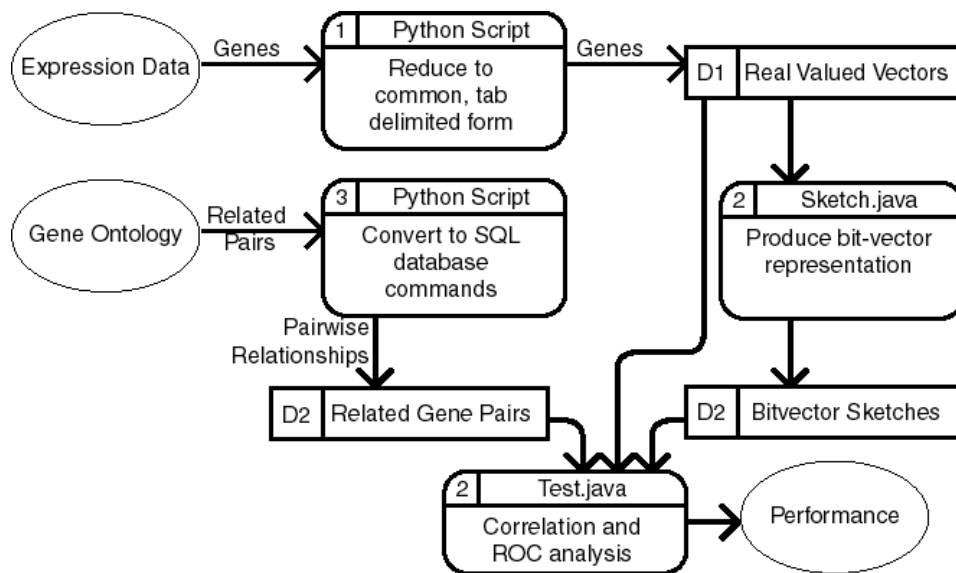 Expression Data
Genes
1 Python Script
Reduce to
common, tab
delimited form
Genes
D1 Real Valued Vectors
Gene Ontology
Related
Pairs
3 Python Script
Convert to SQL
database
commands
2 Sketch.java
Produce bit-vector
representation
Pairwise
Relationships
D2 Related Gene Pairs
D2 Bitvector Sketches
2 Test.java
Correlation and
ROC analysis
Performance